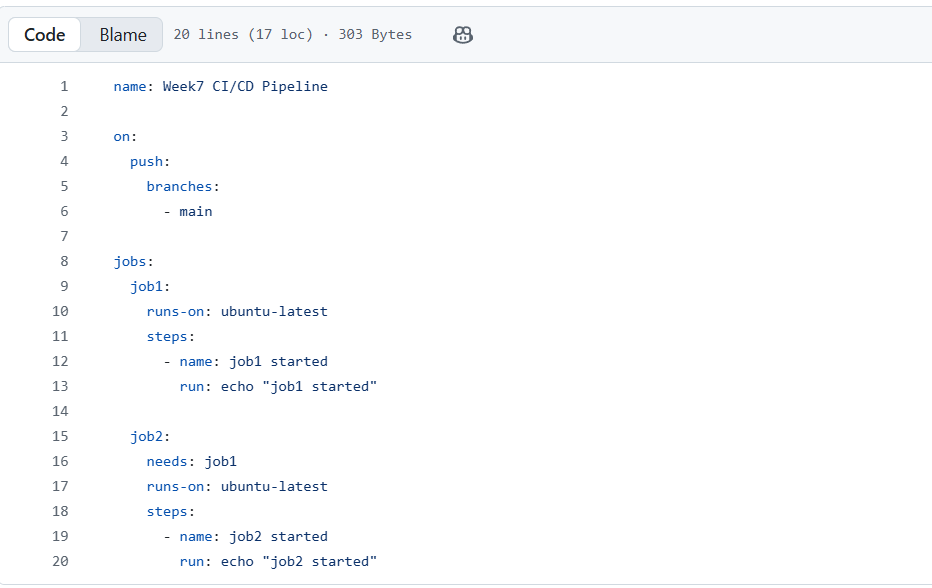 Code Blame 20 lines (17 loc) · 303 Bytes
1 name: Week7 CI/CD Pipeline
2
3 on:
4   push:
5     branches:
6       - main
7
8 jobs:
9   job1:
10     runs-on: ubuntu-latest
11     steps:
12       - name: job1 started
13         run: echo "job1 started"
14
15   job2:
16     needs: job1
17     runs-on: ubuntu-latest
18     steps:
19       - name: job2 started
20         run: echo "job2 started"